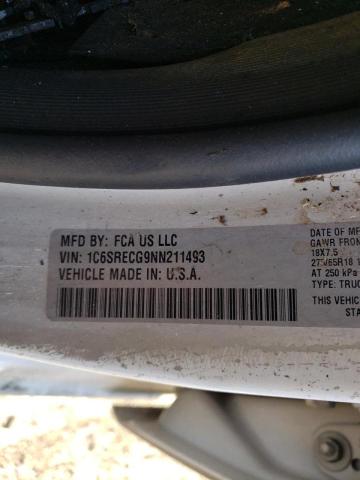 MFD BY: FCA US LLC
VIN: 1C6SRECG9NN211493
VEHICLE MADE IN: U.S.A.
DATE OF MF
GAWR FRON
18X7.5
AT 250 kPa
TYPE: TRUC
THIS VEHIC
STA